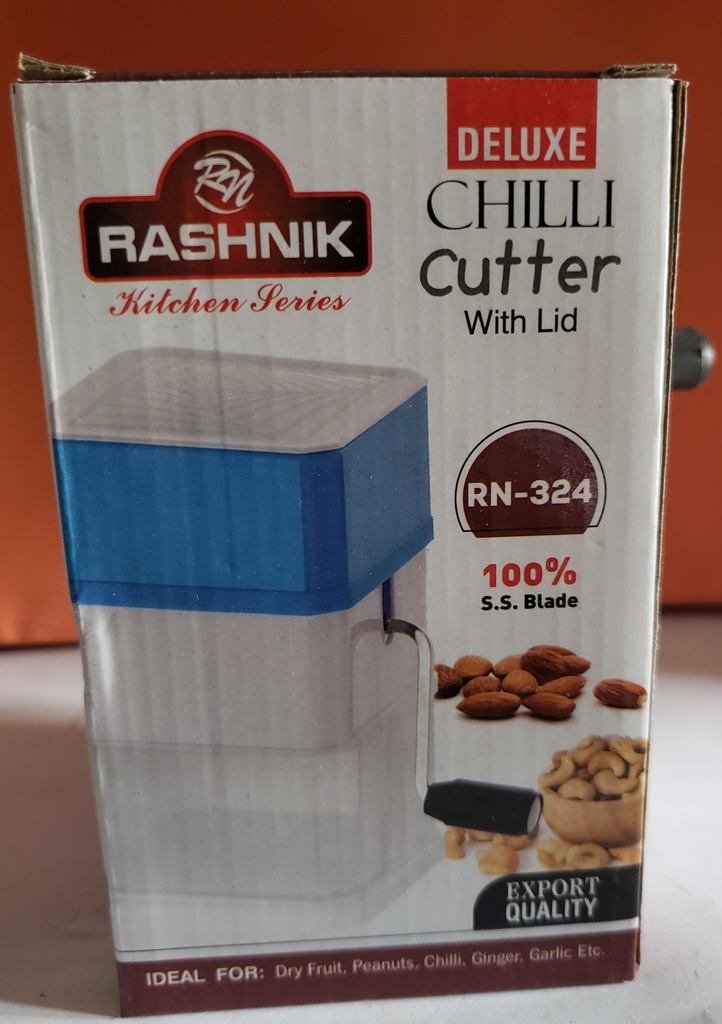 RN
RASHNIK
Kitchen Series
DELUXE
CHILLI
Cutter
With Lid
RN-324
100%
S.S. Blade
EXPORT
QUALITY
IDEAL FOR: Dry Fruit, Peanuts, Chilli, Ginger, Garlic Etc.